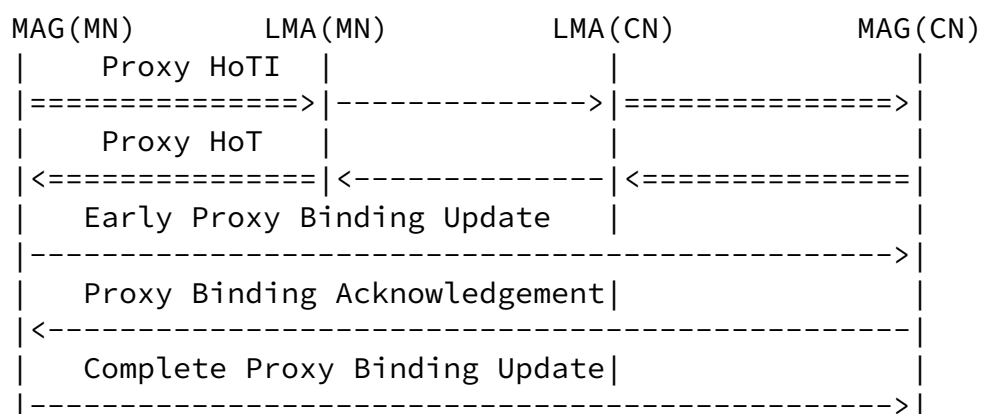 MAG(MN)        LMA(MN)          LMA(CN)        MAG(CN)
|    Proxy HoTI  |                |                |
|===============>|-------------->|===============>|
|    Proxy HoT   |                |                |
|<===============|<--------------|<===============|
|   Early Proxy Binding Update    |                |
|------------------------------------------------>|
|   Proxy Binding Acknowledgement|                |
|<------------------------------------------------|
|   Complete Proxy Binding Update|                |
|------------------------------------------------>|